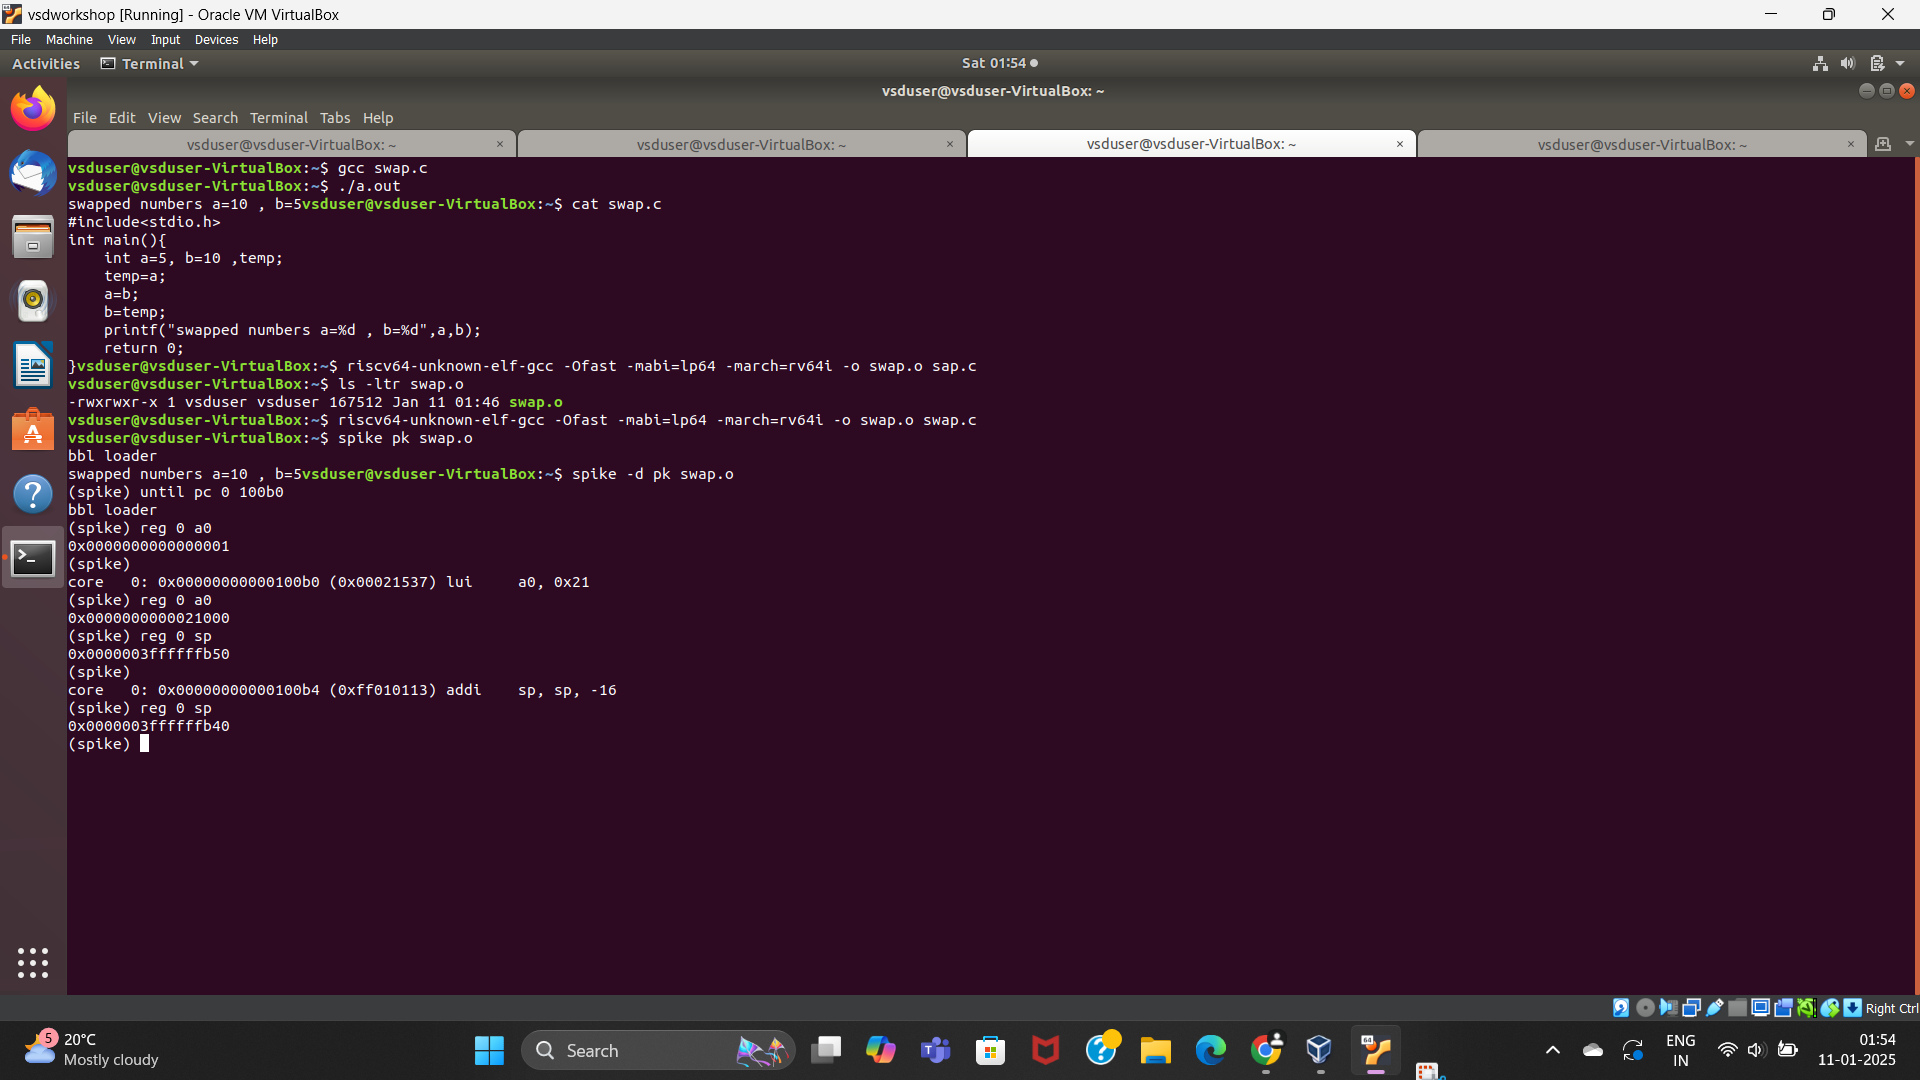 vsdworkshop [Running] - Oracle VM VirtualBox
File Machine View Input Devices Help
Activities Terminal Sat 01:54
vsduser@vsduser-VirtualBox: ~
File Edit View Search Terminal Tabs Help
vsduser@vsduser-VirtualBox: ~ × vsduser@vsduser-VirtualBox: ~ × vsduser@vsduser-VirtualBox: ~ × vsduser@vsduser-VirtualBox: ~ ×
vsduser@vsduser-VirtualBox:~$ gcc swap.c
vsduser@vsduser-VirtualBox:~$ ./a.out
swapped numbers a=10 , b=5vsduser@vsduser-VirtualBox:~$ cat swap.c
#include<stdio.h>
int main(){
    int a=5, b=10 ,temp;
    temp=a;
    a=b;
    b=temp;
    printf("swapped numbers a=%d , b=%d",a,b);
    return 0;
}vsduser@vsduser-VirtualBox:~$ riscv64-unknown-elf-gcc -Ofast -mabi=lp64 -march=rv64i -o swap.o sap.c
vsduser@vsduser-VirtualBox:~$ ls -ltr swap.o
-rwxrwxr-x 1 vsduser vsduser 167512 Jan 11 01:46 swap.o
vsduser@vsduser-VirtualBox:~$ riscv64-unknown-elf-gcc -Ofast -mabi=lp64 -march=rv64i -o swap.o swap.c
vsduser@vsduser-VirtualBox:~$ spike pk swap.o
bbl loader
swapped numbers a=10 , b=5vsduser@vsduser-VirtualBox:~$ spike -d pk swap.o
(spike) until pc 0 100b0
bbl loader
(spike) reg 0 a0
0x0000000000000001
(spike)
core   0: 0x00000000000100b0 (0x00021537) lui     a0, 0x21
(spike) reg 0 a0
0x0000000000021000
(spike) reg 0 sp
0x0000003ffffffb50
(spike)
core   0: 0x00000000000100b4 (0xff010113) addi    sp, sp, -16
(spike) reg 0 sp
0x0000003ffffffb40
(spike)
Right Ctrl
5 20°C
Mostly cloudy
Search
64
ENG
IN
01:54
11-01-2025